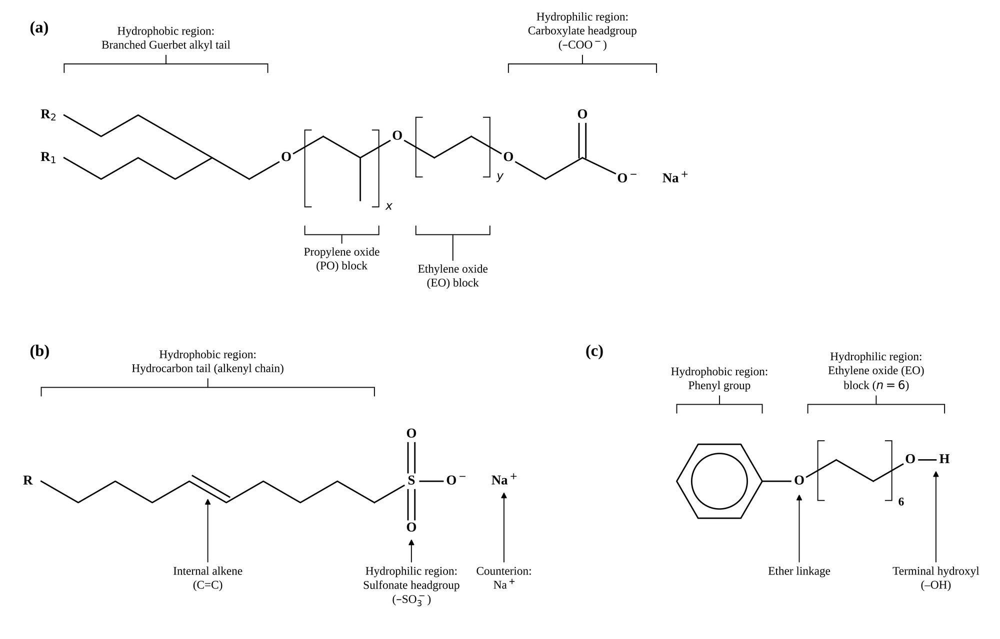 (a)
Hydrophobic region:
Branched Guerbet alkyl tail
Hydrophilic region:
Carboxylate headgroup
(–COO⁻)
R₂
R₁
O
O
O
O
O⁻
Na⁺
x
y
Propylene oxide
(PO) block
Ethylene oxide
(EO) block
(b)
Hydrophobic region:
Hydrocarbon tail (alkenyl chain)
R
O
S
O⁻
O
Na⁺
Internal alkene
(C=C)
Hydrophilic region:
Sulfonate headgroup
(–SO₃⁻)
Counterion:
Na⁺
(c)
Hydrophobic region:
Phenyl group
Hydrophilic region:
Ethylene oxide (EO)
block (n = 6)
O
O
H
6
Ether linkage
Terminal hydroxyl
(–OH)